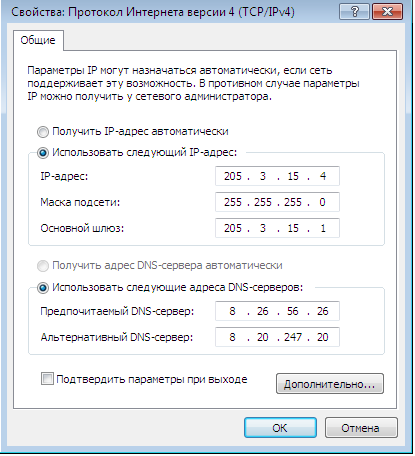 Свойства: Протокол Интернета версии 4 (TCP/IPv4)
Общие
Параметры IP могут назначаться автоматически, если сеть
поддерживает эту возможность. В противном случае параметры
IP можно получить у сетевого администратора.
Получить IP-адрес автоматически
Использовать следующий IP-адрес:
IP-адрес: 205 . 3 . 15 . 4
Маска подсети: 255 . 255 . 255 . 0
Основной шлюз: 205 . 3 . 15 . 1
Получить адрес DNS-сервера автоматически
Использовать следующие адреса DNS-серверов:
Предпочитаемый DNS-сервер: 8 . 26 . 56 . 26
Альтернативный DNS-сервер: 8 . 20 . 247 . 20
Подтвердить параметры при выходе
Дополнительно...
OK Отмена